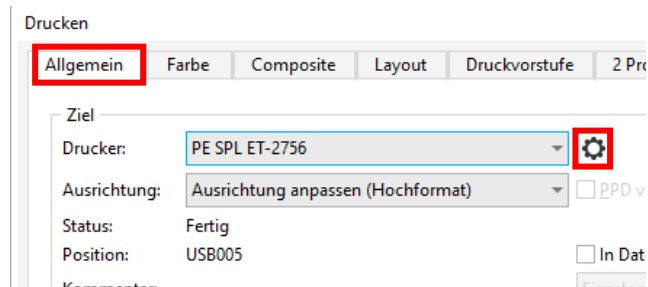 Drucken
Allgemein Farbe Composite Layout Druckvorstufe 2 Pro
Ziel
Drucker: PE SPL ET-2756
Ausrichtung: Ausrichtung anpassen (Hochformat) PPD v
Status: Fertig
Position: USB005 In Dat